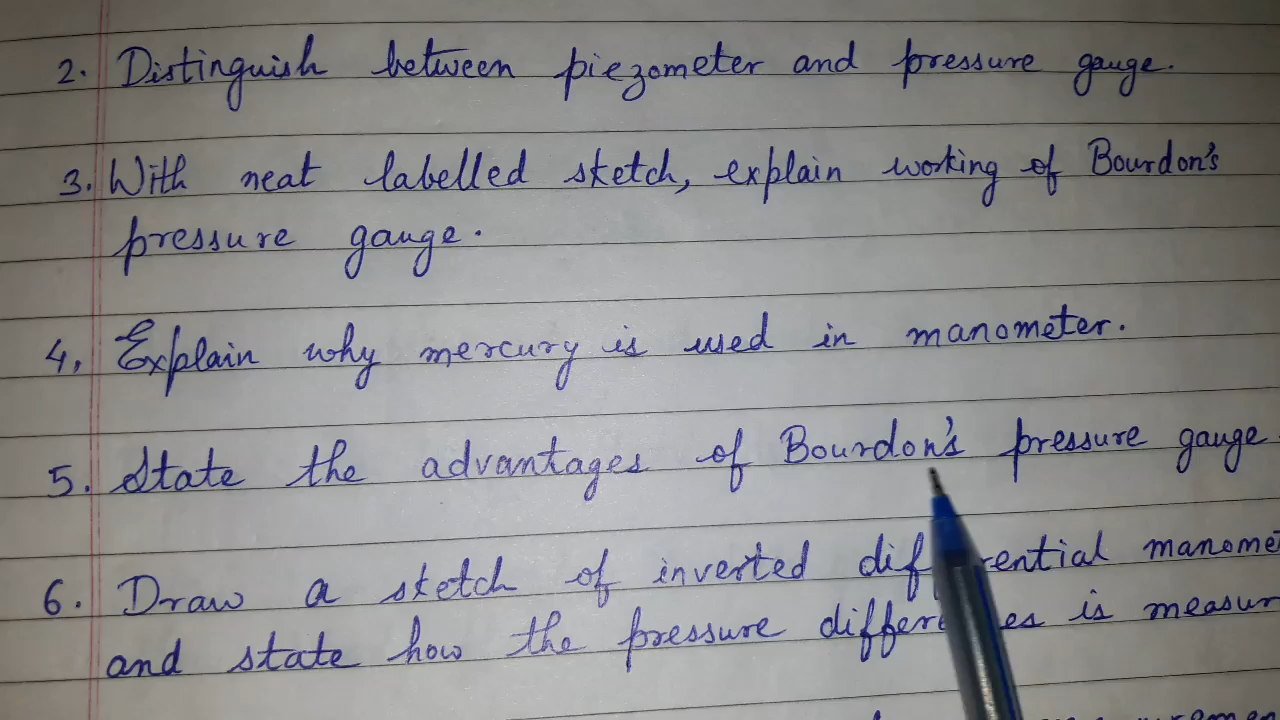 2. Distinguish between piezometer and pressure gauge.
3. With neat labelled sketch, explain working of Bourdon's
pressure gauge.
4, Explain why mercury is used in manometer.
5. State the advantages of Bourdon's pressure gauge.
6. Draw a sketch of inverted
and state how the pressure is